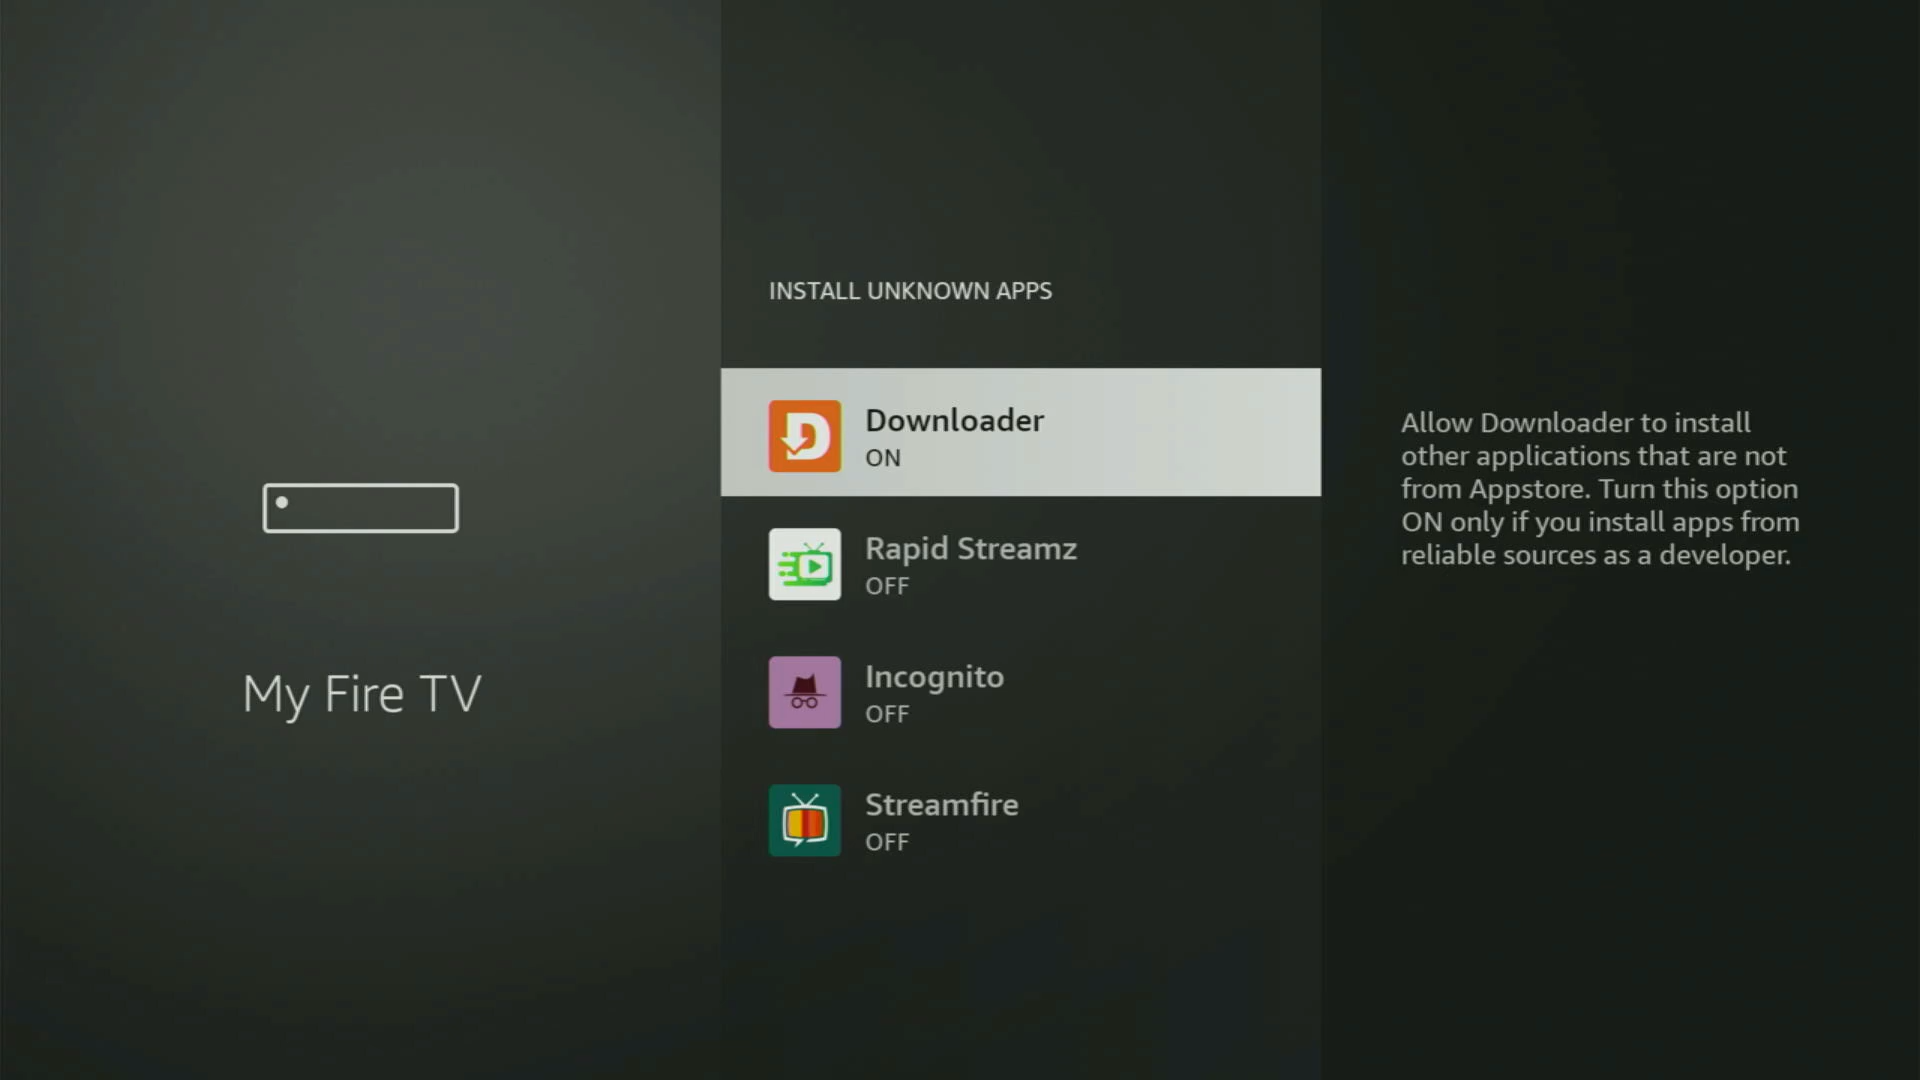 INSTALL UNKNOWN APPS
Downloader
ON
Rapid Streamz
OFF
Incognito
OFF
Streamfire
OFF
My Fire TV
Allow Downloader to install
other applications that are not
from Appstore. Turn this option
ON only if you install apps from
reliable sources as a developer.